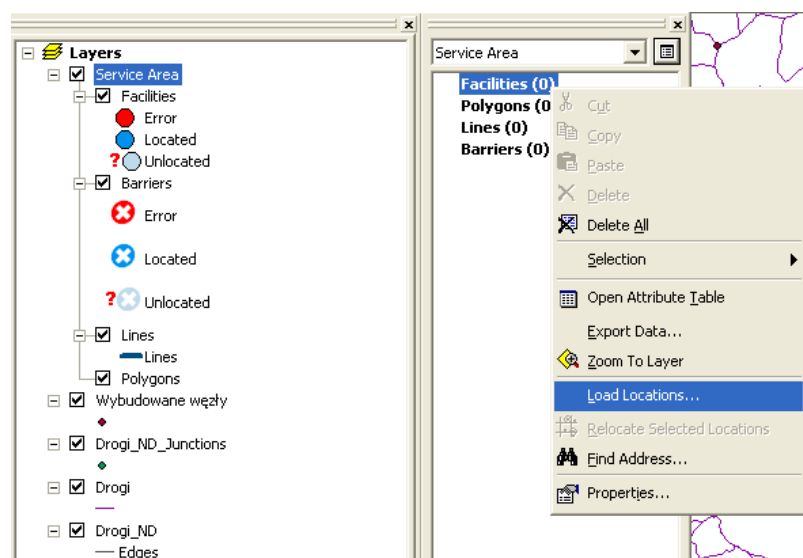 Layers
Service Area
Facilities
Error
Located
?Unlocated
Barriers
Error
Located
?Unlocated
Lines
Lines
Polygons
Wybudowane węzły
Drogi_ND_Junctions
Drogi
Drogi_ND
Edges
Service Area
Facilities (0)
Polygons (0
Lines (0)
Barriers (0)
Cut
Copy
Paste
Delete
Delete All
Selection
Open Attribute Table
Export Data...
Zoom To Layer
Load Locations...
Relocate Selected Locations
Find Address...
Properties...